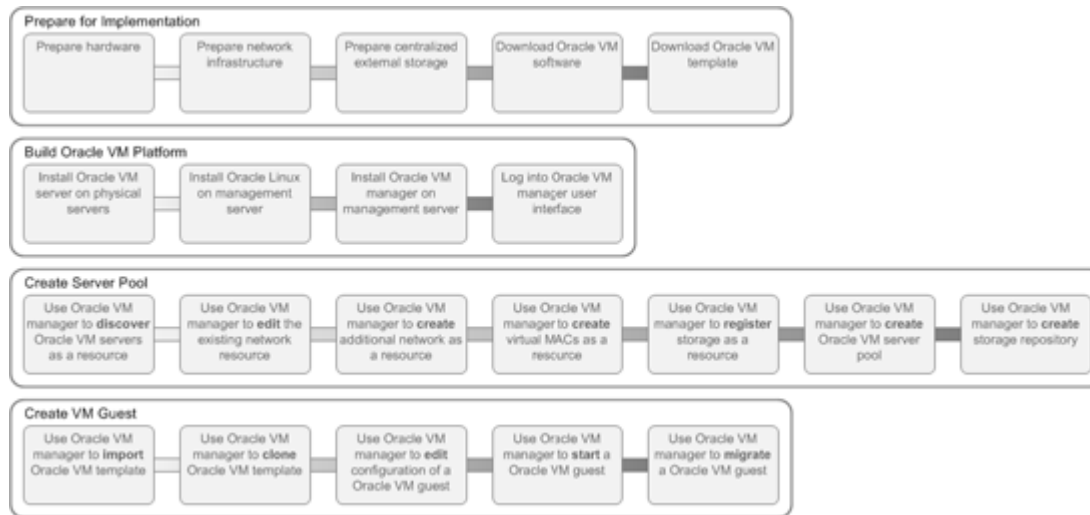 Prepare for Implementation
Prepare hardware
Prepare network
infrastructure
Prepare centralized
external storage
Download Oracle VM
software
Download Oracle VM
template
Build Oracle VM Platform
Install Oracle VM
server on physical
servers
Install Oracle Linux
on management
server
Install Oracle VM
manager on
management server
Log into Oracle VM
manager user
interface
Create Server Pool
Use Oracle VM
manager to discover
Oracle VM servers
as a resource
Use Oracle VM
manager to edit the
existing network
resource
Use Oracle VM
manager to create
additional network as
a resource
Use Oracle VM
manager to create
virtual MACs as a
resource
Use Oracle VM
manager to register
storage as a
resource
Use Oracle VM
manager to create
Oracle VM server
pool
Use Oracle VM
manager to create
storage repository
Create VM Guest
Use Oracle VM
manager to import
Oracle VM template
Use Oracle VM
manager to clone
Oracle VM template
Use Oracle VM
manager to edit
configuration of a
Oracle VM guest
Use Oracle VM
manager to start a
Oracle VM guest
Use Oracle VM
manager to migrate
a Oracle VM guest